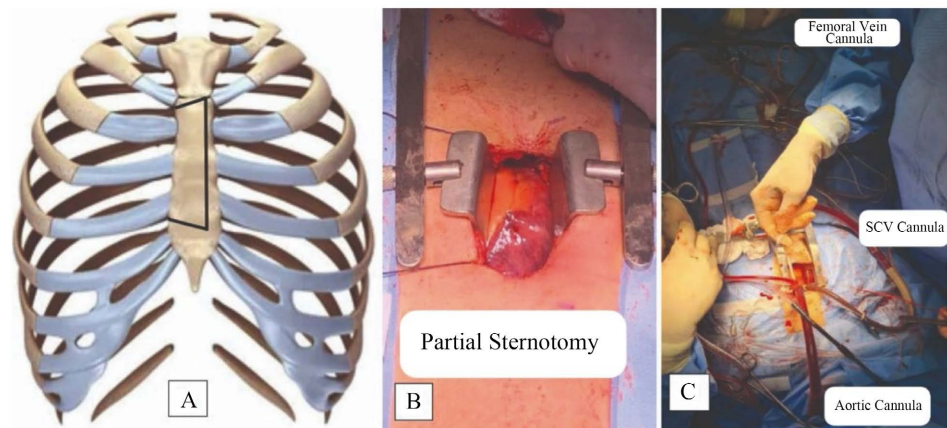 A
Partial Sternotomy
B
Femoral Vein
Cannula
SCV Cannula
Aortic Cannula
C